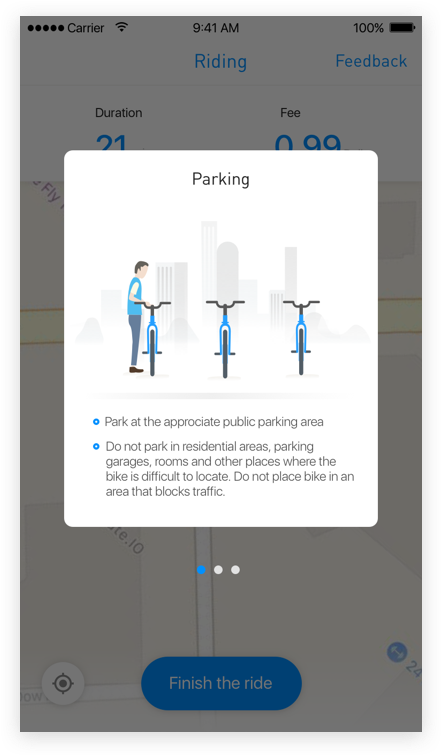 Carrier 9:41 AM 100%
Riding Feedback
Duration Fee
21 0.99
Parking
Park at the approciate public parking area
Do not park in residential areas, parking
garages, rooms and other places where the
bike is difficult to locate. Do not place bike in an
area that blocks traffic.
24
Finish the ride